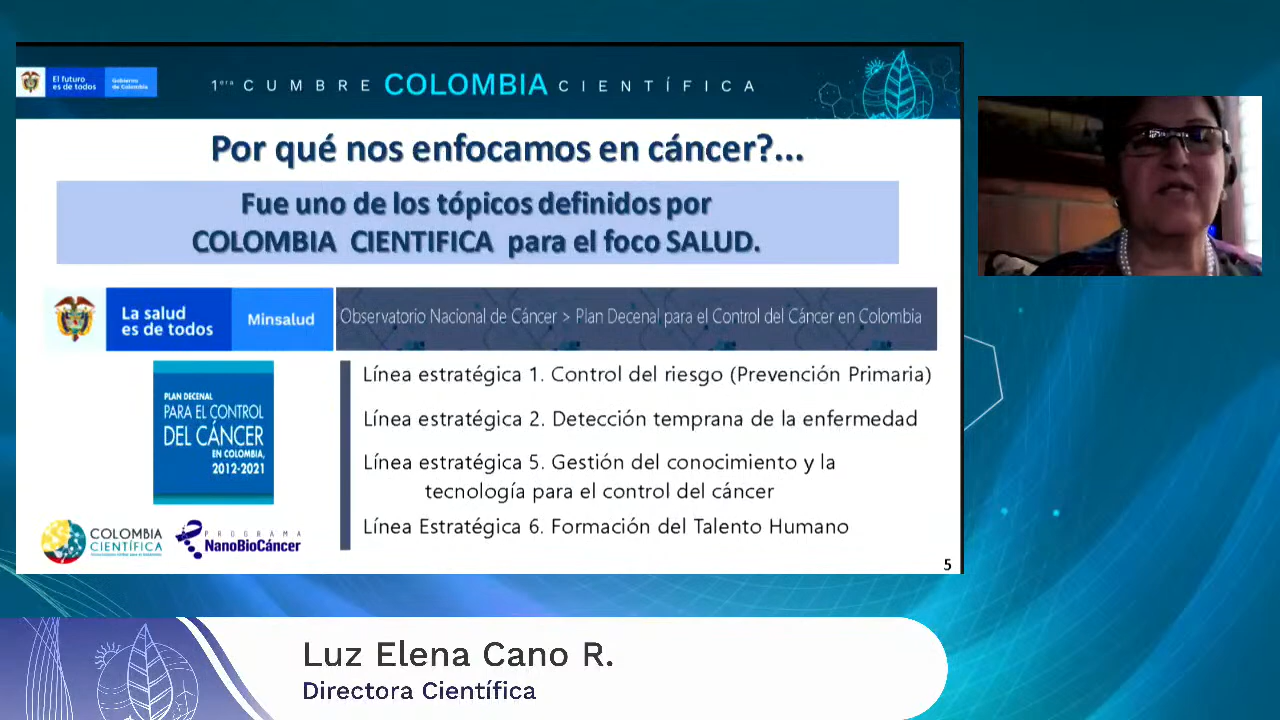 El futuro
es de todos
Gobierno
de Colombia
1era CUMBRE COLOMBIA CIENTÍFICA
Por qué nos enfocamos en cáncer?...
Fue uno de los tópicos definidos por
COLOMBIA CIENTIFICA para el foco SALUD.
La salud
es de todos
Minsalud
Observatorio Nacional de Cáncer > Plan Decenal para el Control del Cáncer en Colombia
PLAN DECENAL
PARA EL CONTROL
DEL CÁNCER
EN COLOMBIA,
2012-2021
Línea estratégica 1. Control del riesgo (Prevención Primaria)
Línea estratégica 2. Detección temprana de la enfermedad
Línea estratégica 5. Gestión del conocimiento y la
tecnología para el control del cáncer
Línea Estratégica 6. Formación del Talento Humano
COLOMBIA
CIENTÍFICA
PROGRAMA
NanoBioCáncer
5
Luz Elena Cano R.
Directora Científica